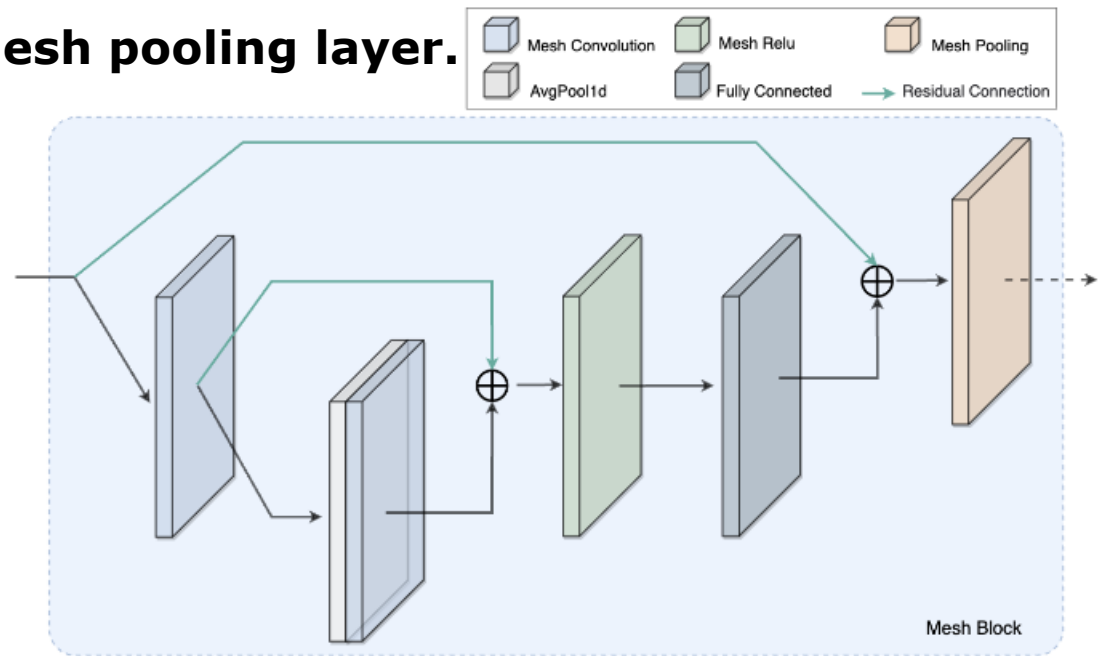 esh pooling layer.
Mesh Convolution
Mesh Relu
Mesh Pooling
AvgPool1d
Fully Connected
Residual Connection
Mesh Block